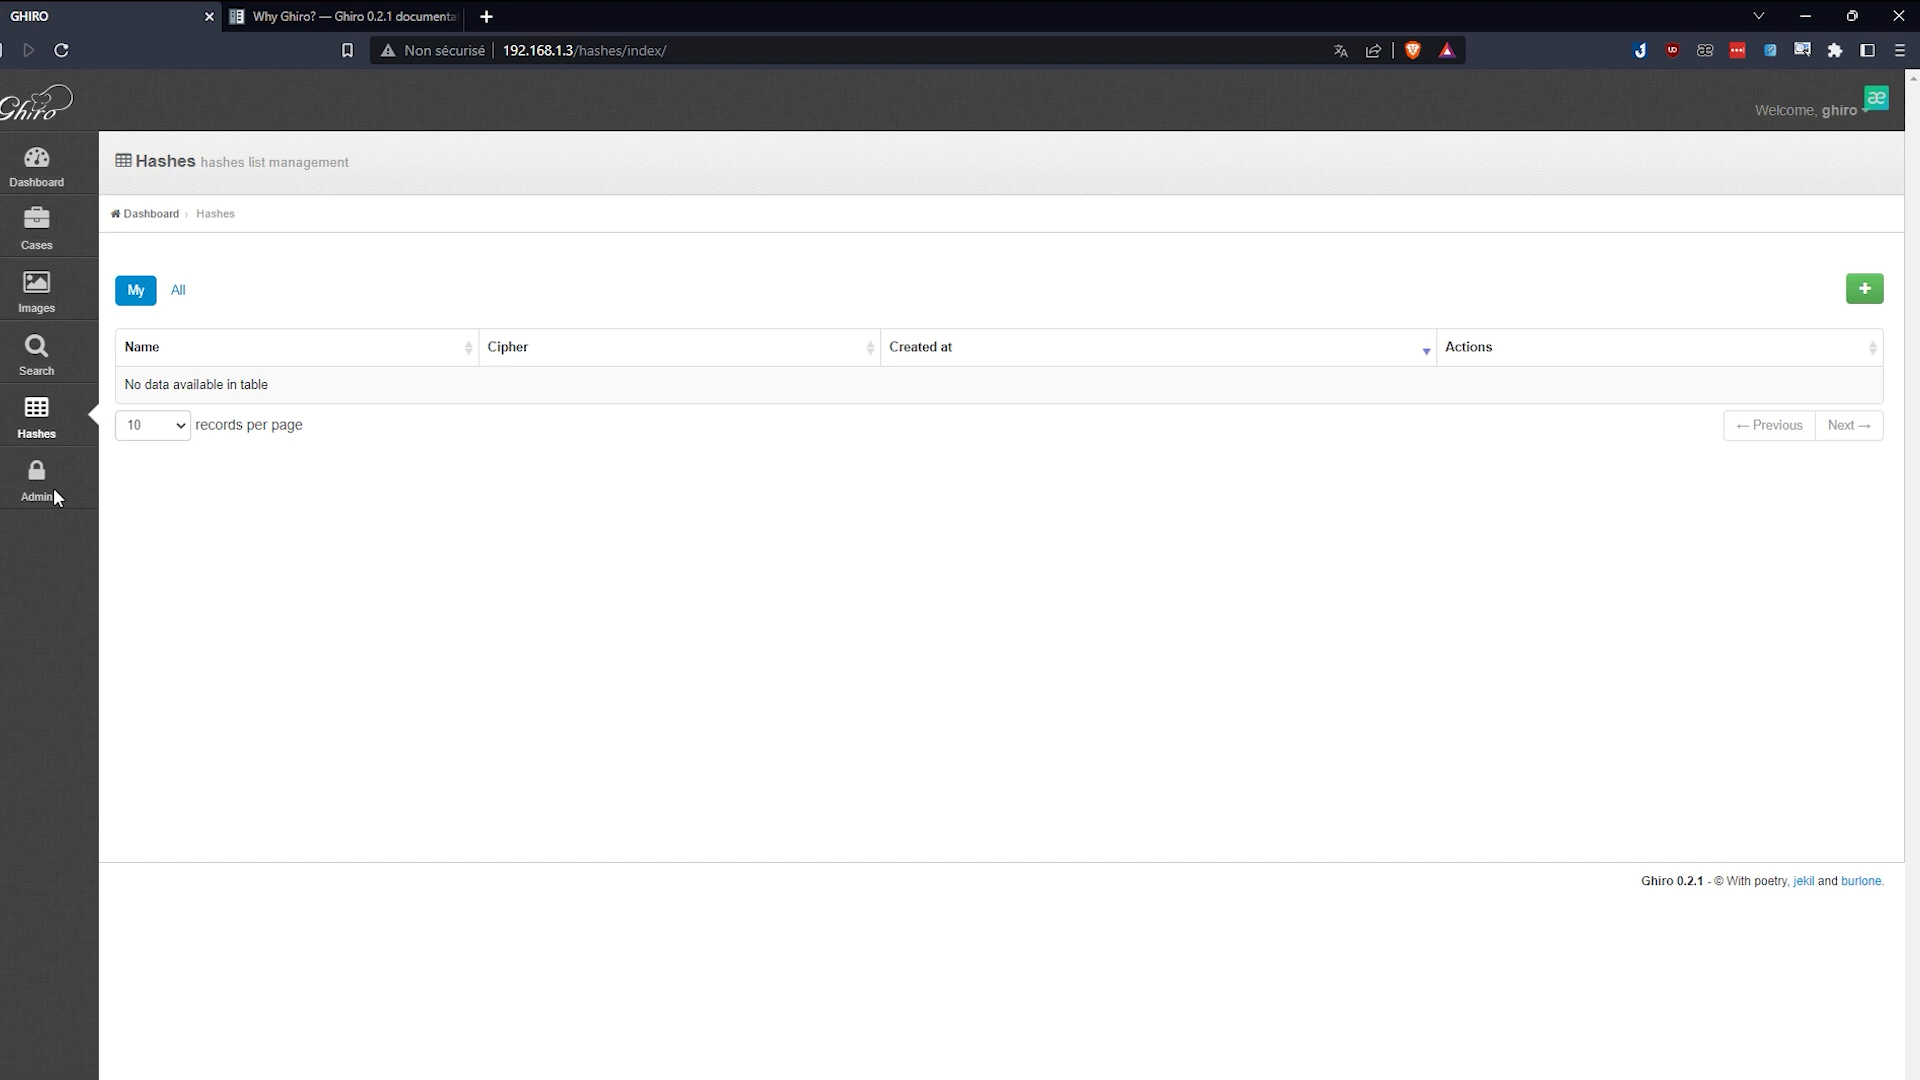 GHIRO
Why Ghiro? — Ghiro 0.2.1 documenta
Non sécurisé 192.168.1.3/hashes/index/
Ghiro
Welcome, ghiro
Dashboard
Cases
Images
Search
Hashes
Admin
Hashes hashes list management
Dashboard › Hashes
My All
+
Name Cipher Created at Actions
No data available in table
10 records per page
← Previous Next →
Ghiro 0.2.1 - © With poetry, jekil and burlone.